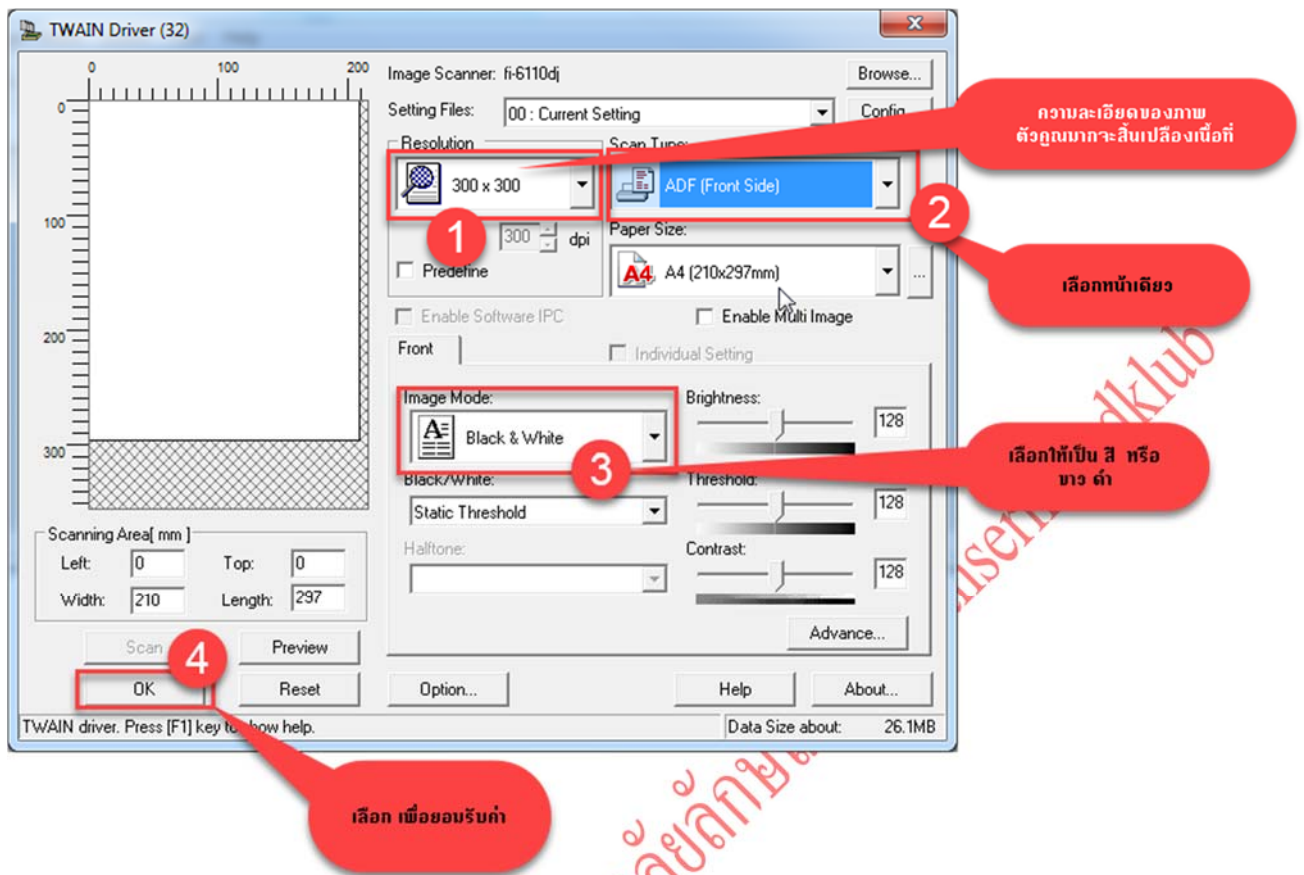 TWAIN Driver (32)
0 100 200
0
100
200
300
Image Scanner: fi-6110dj
Browse...
Setting Files: 00 : Current Setting
Config
Resolution
300 x 300
300 dpi
Predefine
Scan Type:
ADF (Front Side)
Paper Size:
A4 A4 (210x297mm)
...
Enable Software IPC
Enable Multi Image
Front
Individual Setting
Image Mode:
Black & White
Black/White:
Static Threshold
Halftone:
Brightness:
128
Threshold:
128
Contrast:
128
Advance...
Scanning Area[ mm ]
Left: 0 Top: 0
Width: 210 Length: 297
Scan
Preview
OK
Reset
Option...
Help
About...
TWAIN driver. Press [F1] key to show help.
Data Size about: 26.1MB
1
ความละเอียดของภาพ
ตัวคูณมากจะสิ้นเปลืองเนื้อที่
2
เลือกหน้าเดียว
3
เลือกให้เป็น สี หรือ
ขาว ดำ
4
เลือก เพื่อยอมรับค่า